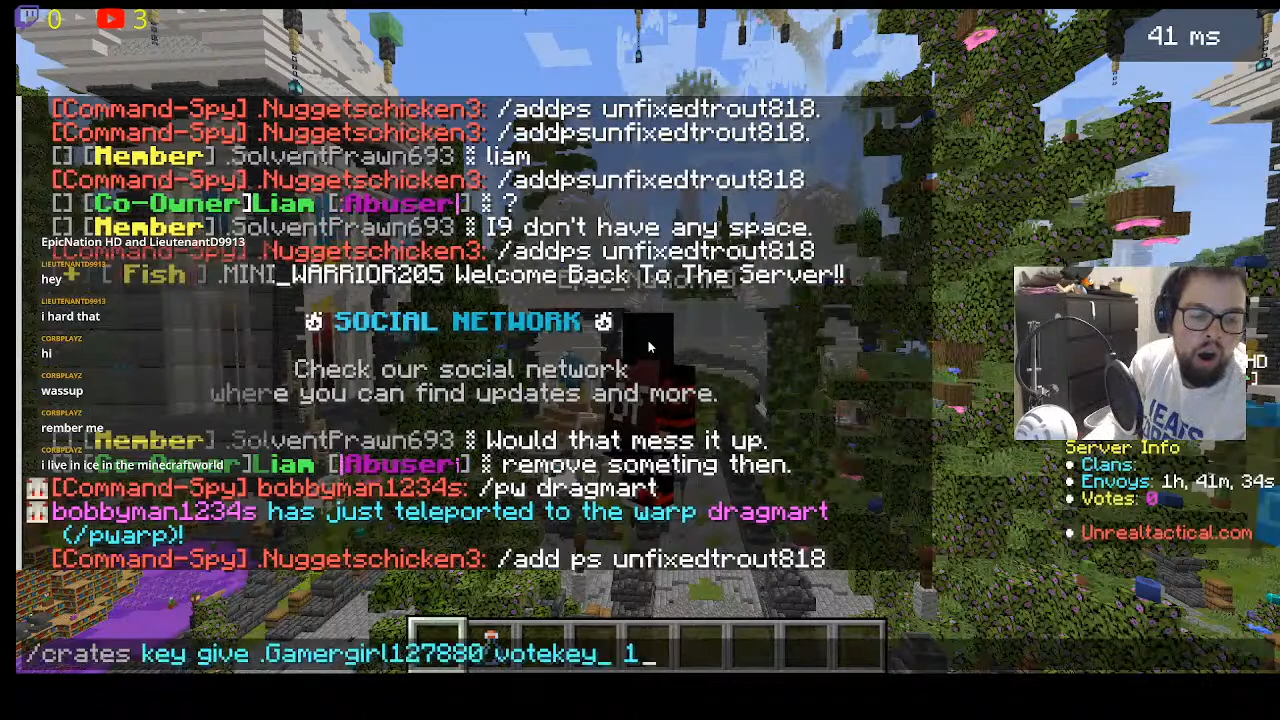 0 3
41 ms
[Command-Spy] .Nuggetschicken3: /addps unfixedtrout818.
[Command-Spy] .Nuggetschicken3: /addpsunfixedtrout818.
[] [Member] .SolventPrawn693 liam
[Command-Spy] .Nuggetschicken3: /addpsunfixedtrout818
[] [Co-Owner]Liam [Abuser] ?
[] [Member] .SolventPrawn693 I9 don't have any space.
EpicNation HD and LieutenantD9913
[Command-Spy] .Nuggetschicken3: /addps unfixedtrout818
LIEUTENANTD9913
hey
+ [ Fish ] .MINI_WARRIOR205 Welcome Back To The Server!!
LIEUTENANTD9913
i hard that
SOCIAL NETWORK
CORBPLAYZ
hi
Check our social network
CORBPLAYZ
wassup
where you can find updates and more.
CORBPLAYZ
rember me
[] [Member] .SolventPrawn693 Would that mess it up.
CORBPLAYZ
i live in ice in the minecraftworld
[] [Co-Owner]Liam [Abuser] remove someting then.
[Command-Spy] bobbyman1234s: /pw dragmart
bobbyman1234s has just teleported to the warp dragmart
(/pwarp)!
[Command-Spy] .Nuggetschicken3: /add ps unfixedtrout818
/crates key give .Gamergirl127880 votekey_ 1_
HD
Server Info
• Clans:
• Envoys: 1h, 41m, 34s
• Votes: 0
• Unrealtactical.com